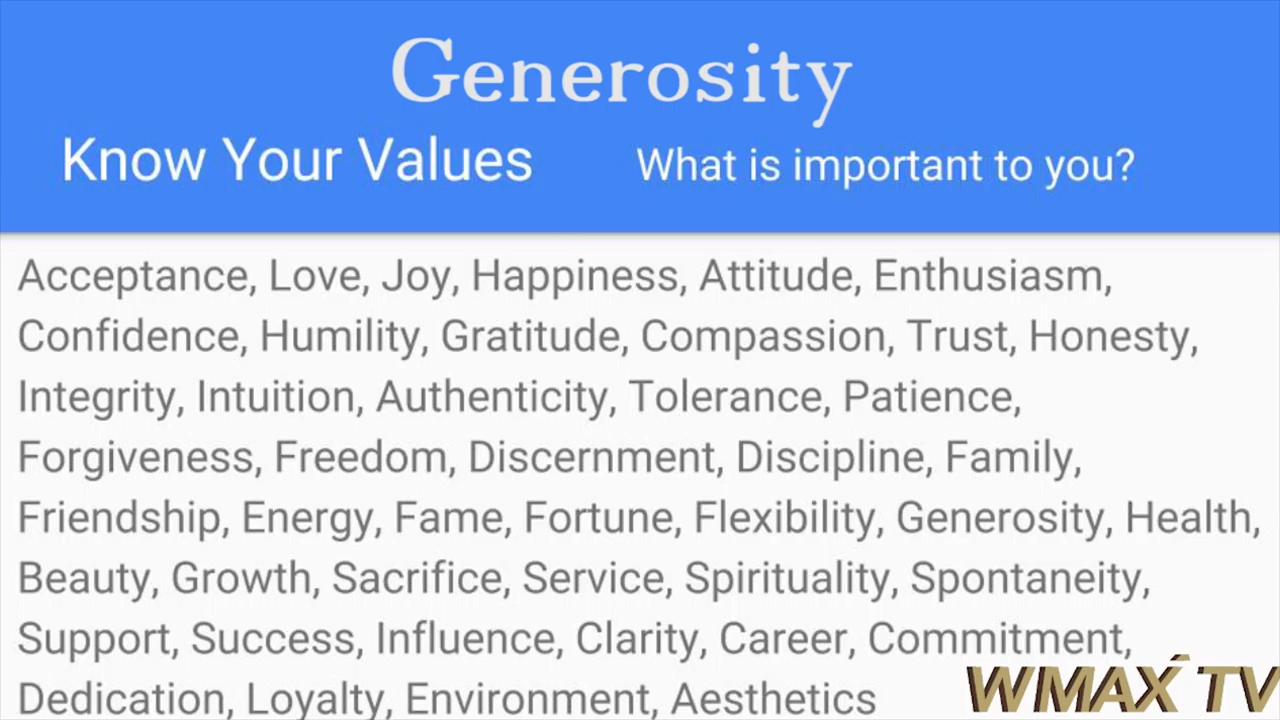 Generosity
Know Your Values What is important to you?
Acceptance, Love, Joy, Happiness, Attitude, Enthusiasm,
Confidence, Humility, Gratitude, Compassion, Trust, Honesty,
Integrity, Intuition, Authenticity, Tolerance, Patience,
Forgiveness, Freedom, Discernment, Discipline, Family,
Friendship, Energy, Fame, Fortune, Flexibility, Generosity, Health,
Beauty, Growth, Sacrifice, Service, Spirituality, Spontaneity,
Support, Success, Influence, Clarity, Career, Commitment,
Dedication, Loyalty, Environment, Aesthetics
WMAX TV